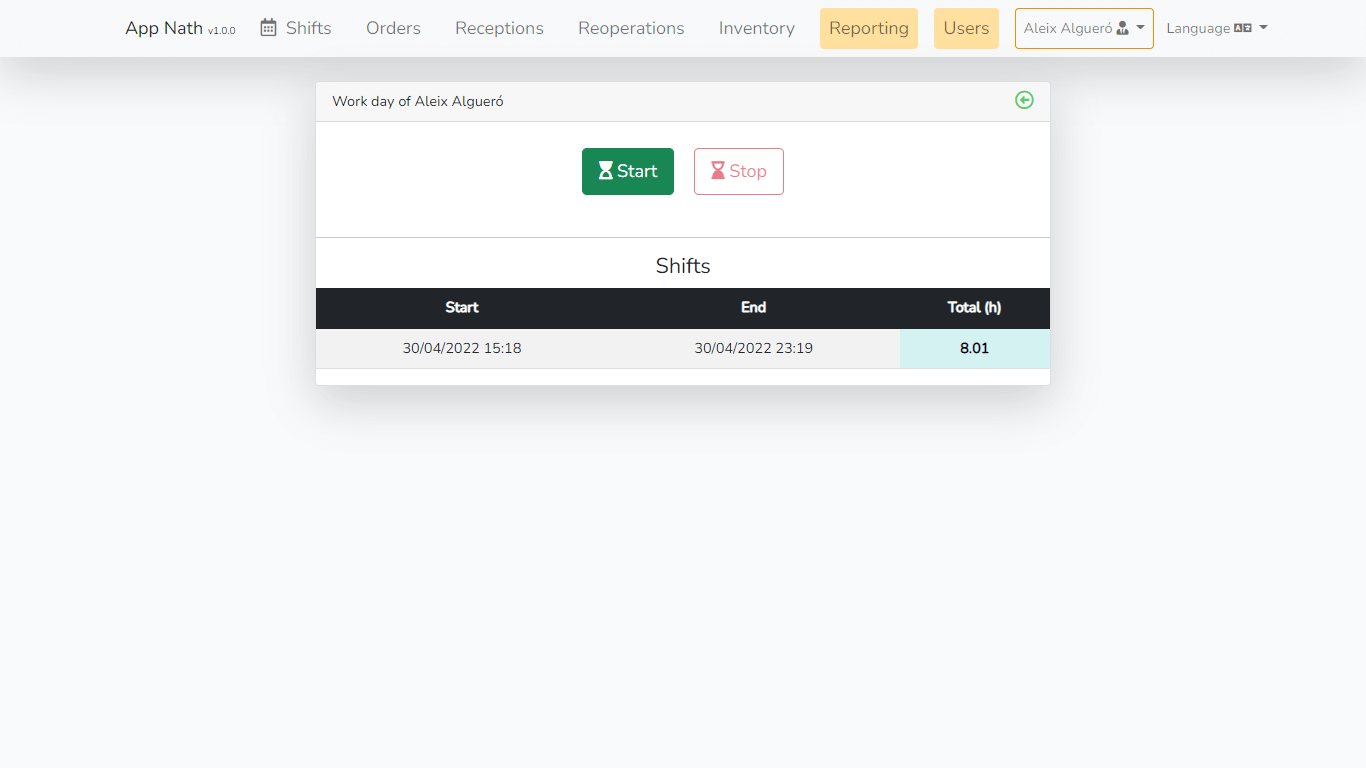 App Nath v1.0.0 Shifts Orders Receptions Reoperations Inventory Reporting Users Aleix Algueró Language
Work day of Aleix Algueró
Start Stop
Shifts
Start End Total (h)
30/04/2022 15:18 30/04/2022 23:19 8.01